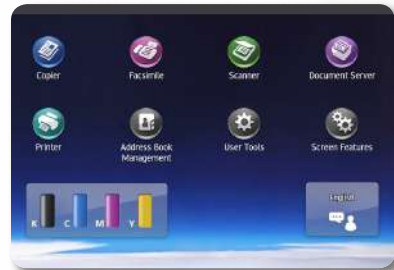 Copier
Facsimile
Scanner
Document Server
Printer
Address Book
Management
User Tools
Screen Features
K C M Y
English